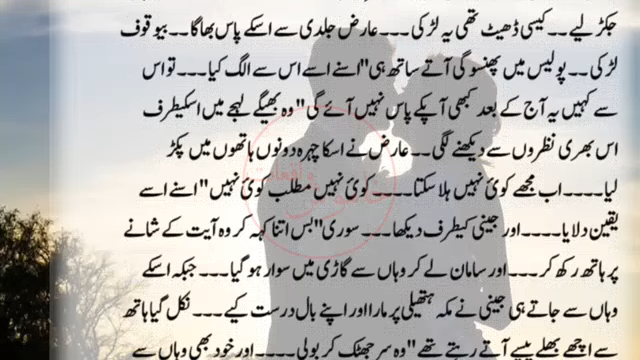 جکڑ لیے۔۔ کیسی ڈھیٹ تھی یہ لڑکی۔۔۔ عارض جلدی سے اسکے پاس بھاگا۔۔ بیوقوف
لڑکی۔۔ پولیس میں پھنسوگی آتے ساتھ ہی" اسنے اسے اس سے الگ کیا۔۔۔ تو اس
سے کہیں یہ آج کے بعد کبھی آپکے پاس نہیں آئے گی" وہ بھیگے لہجے میں اسکیطرف
اس بھری نظروں سے دیکھنے لگی۔۔ عارض نے اسکا چہرہ دونوں ہاتھوں میں پکڑ
لیا۔۔۔۔ اب مجھے کوئ نہیں ہلا سکتا۔۔۔۔ کوئ نہیں مطلب کوئ نہیں" اسنے اسے
یقین دلایا۔۔۔۔ اور جینی کیطرف دیکھا۔۔۔ سوری" بس اتنا کہہ کر وہ آیت کے شانے
پر ہاتھ رکھ کر۔۔۔ اور سامان لے کر وہاں سے گاڑی میں سوار ہو گیا۔۔۔ جبکہ اسکے
وہاں سے جاتے ہی جینی نے مکہ ہتھیلی پر مارا اور اپنے بال درست کیے۔۔۔ نکل گیا ہاتھ
سے اچھے بھلے پیسے آتے رہتے تھے" وہ سر جھٹک کر بولی۔۔۔۔ اور خود بھی وہاں سے